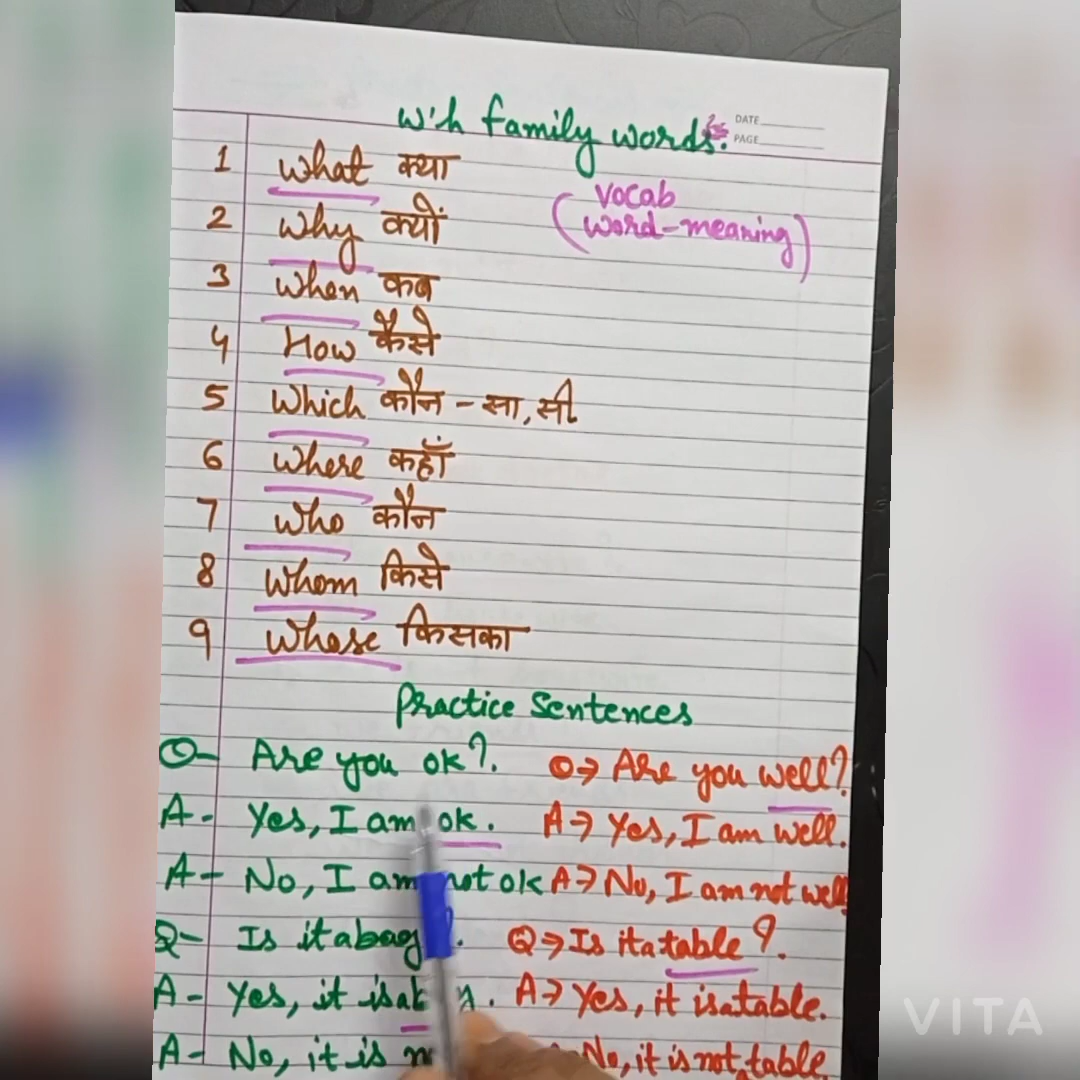 W'h family words.
DATE
PAGE
1 What क्या
vocab
(word-meaning)
2 Why क्यों
3 When कब
4 How कैसे
5 Which कौन-सा, सी
6 Where कहाँ
7 Who कौन
8 Whom किसे
9 Whose किसका
Practice Sentences
Q- Are you ok?. Q→ Are you well?
A- Yes, I am ok. A→ Yes, I am well.
A- No, I am not ok A→ No, I am not well
Q- Is it a bag . Q→ Is it a table?.
A- Yes, it is a . A→ Yes, it is a table.
A- No, it is No, it is not table
VITA